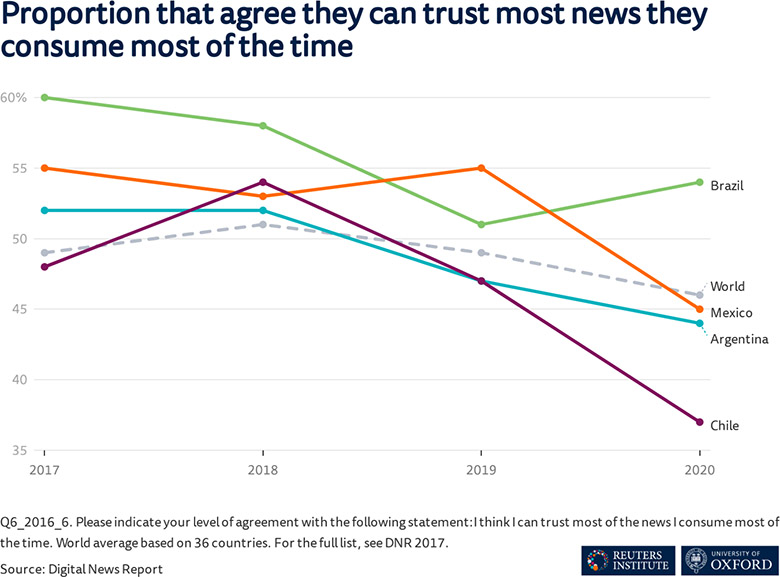 Proportion that agree they can trust most news they
consume most of the time
60%
55
50
45
40
35
Brazil
World
Mexico
Argentina
Chile
2017 2018 2019 2020
Q6_2016_6. Please indicate your level of agreement with the following statement: I think I can trust most of the news I consume most of
the time. World average based on 36 countries. For the full list, see DNR 2017.
Source: Digital News Report
REUTERS
INSTITUTE
UNIVERSITY OF
OXFORD